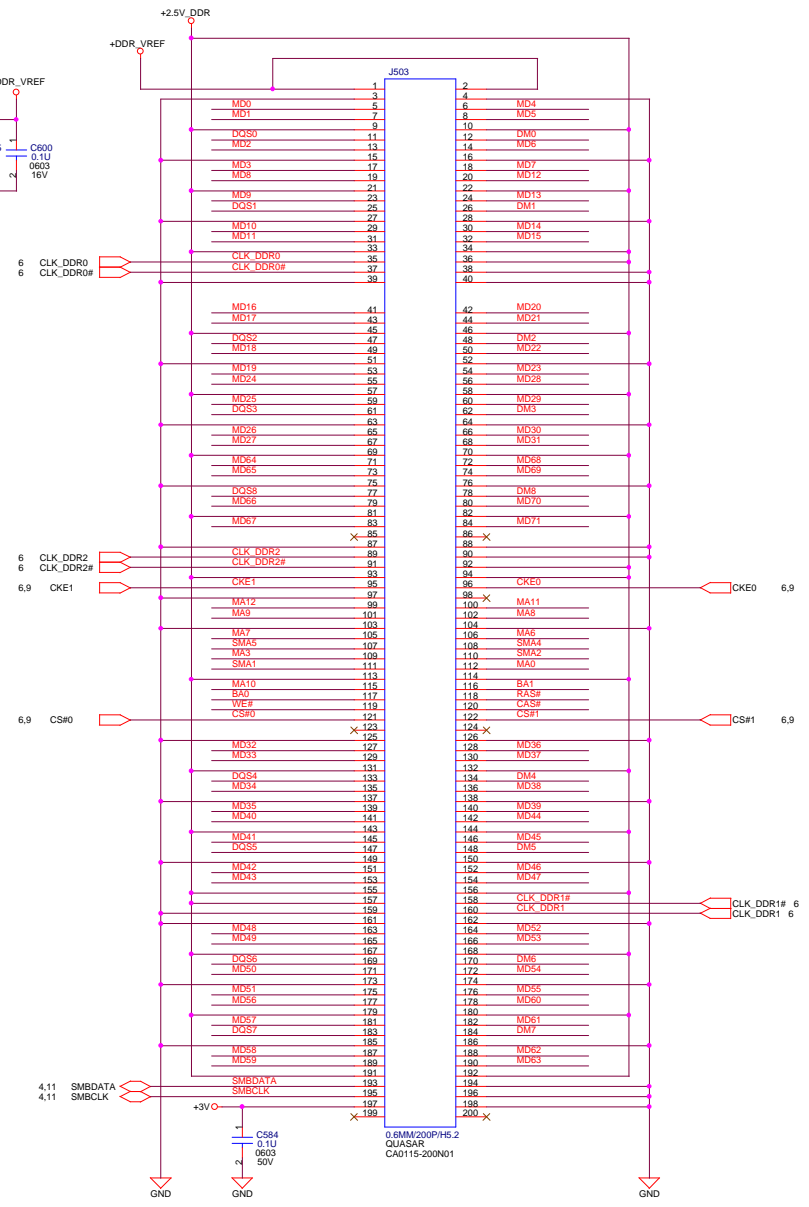 +2.5V_DDR
+DDR_VREF
DDR_VREF
J503
1 2
3 4
MD0 5 6 MD4
MD1 7 8 MD5
9 10
DQS0 11 12 DM0
MD2 13 14 MD6
15 16
MD3 17 18 MD7
MD8 19 20 MD12
21 22
MD9 23 24 MD13
DQS1 25 26 DM1
27 28
MD10 29 30 MD14
MD11 31 32 MD15
33 34
6 CLK_DDR0 CLK_DDR0 35 36
6 CLK_DDR0# CLK_DDR0# 37 38
39 40
1
C600
0.1U
0603
16V
2
MD16 41 42 MD20
MD17 43 44 MD21
45 46
DQS2 47 48 DM2
MD18 49 50 MD22
51 52
MD19 53 54 MD23
MD24 55 56 MD28
57 58
MD25 59 60 MD29
DQS3 61 62 DM3
63 64
MD26 65 66 MD30
MD27 67 68 MD31
69 70
MD64 71 72 MD68
MD65 73 74 MD69
75 76
DQS8 77 78 DM8
MD66 79 80 MD70
81 82
MD67 83 84 MD71
85 86
87 88
6 CLK_DDR2 CLK_DDR2 89 90
6 CLK_DDR2# CLK_DDR2# 91 92
93 94
6,9 CKE1 CKE1 95 96 CKE0 CKE0 6,9
97 98
MA12 99 100 MA11
MA9 101 102 MA8
103 104
MA7 105 106 MA6
SMA5 107 108 SMA4
MA3 109 110 SMA2
SMA1 111 112 MA0
113 114
MA10 115 116 BA1
BA0 117 118 RAS#
WE# 119 120 CAS#
6,9 CS#0 CS#0 121 122 CS#1 CS#1 6,9
123 124
125 126
MD32 127 128 MD36
MD33 129 130 MD37
131 132
DQS4 133 134 DM4
MD34 135 136 MD38
137 138
MD35 139 140 MD39
MD40 141 142 MD44
143 144
MD41 145 146 MD45
DQS5 147 148 DM5
149 150
MD42 151 152 MD46
MD43 153 154 MD47
155 156
157 158 CLK_DDR1# CLK_DDR1# 6
159 160 CLK_DDR1 CLK_DDR1 6
161 162
MD48 163 164 MD52
MD49 165 166 MD53
167 168
DQS6 169 170 DM6
MD50 171 172 MD54
173 174
MD51 175 176 MD55
MD56 177 178 MD60
179 180
MD57 181 182 MD61
DQS7 183 184 DM7
185 186
MD58 187 188 MD62
MD59 189 190 MD63
191 192
4,11 SMBDATA SMBDATA 193 194
4,11 SMBCLK SMBCLK 195 196
+3V 197 198
199 200
1
C584
0.1U
0603
50V
2
0.6MM/200P/H5.2
QUASAR
CA0115-200N01
GND GND GND